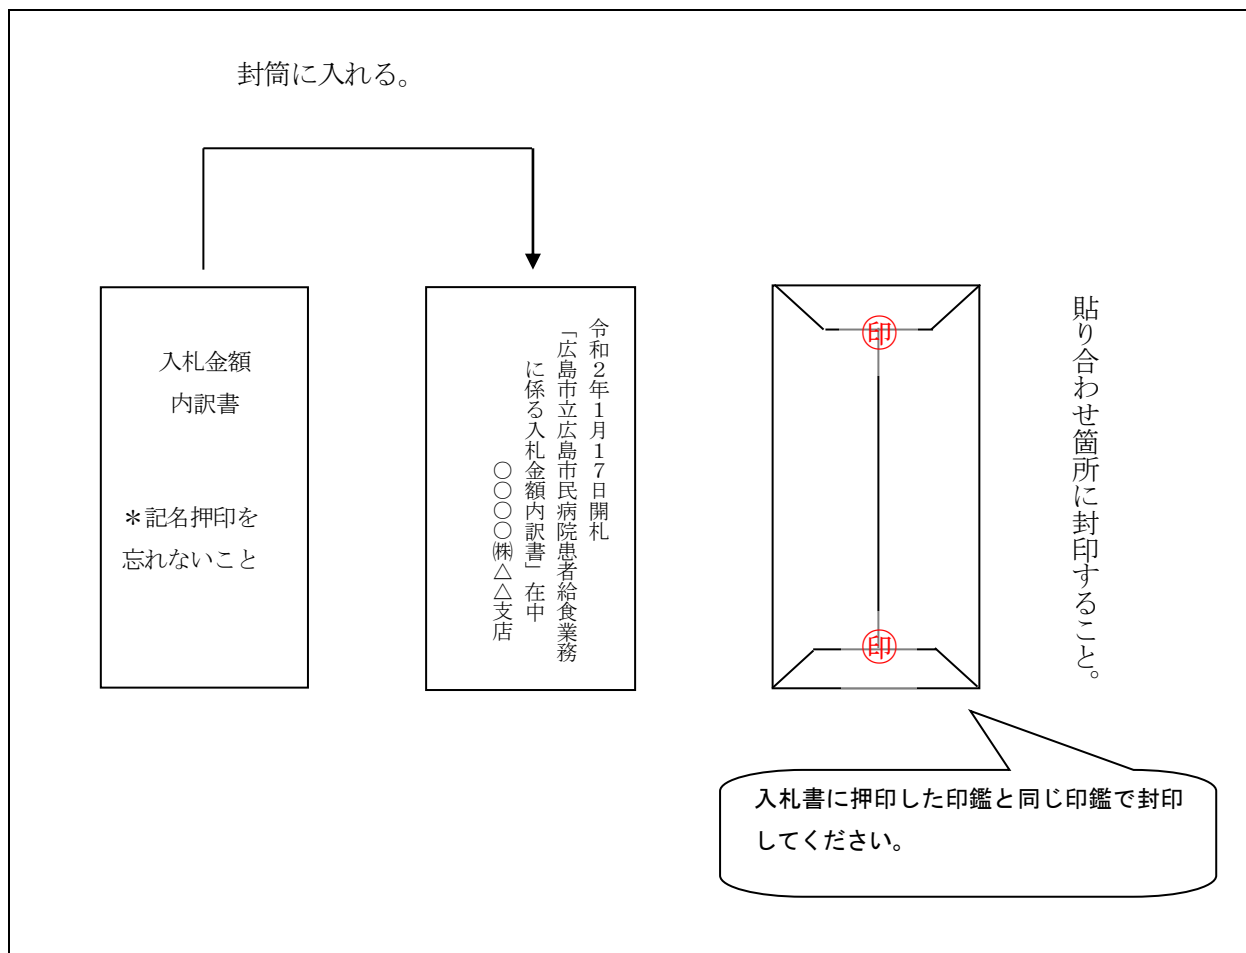 封筒に入れる。
入札金額
内訳書
＊記名押印を
忘れないこと
令和２年１月１７日開札
「広島市立広島市民病院患者給食業務
に係る入札金額内訳書」在中
○○○○㈱△△支店
印
印
貼り合わせ箇所に封印すること。
入札書に押印した印鑑と同じ印鑑で封印
してください。